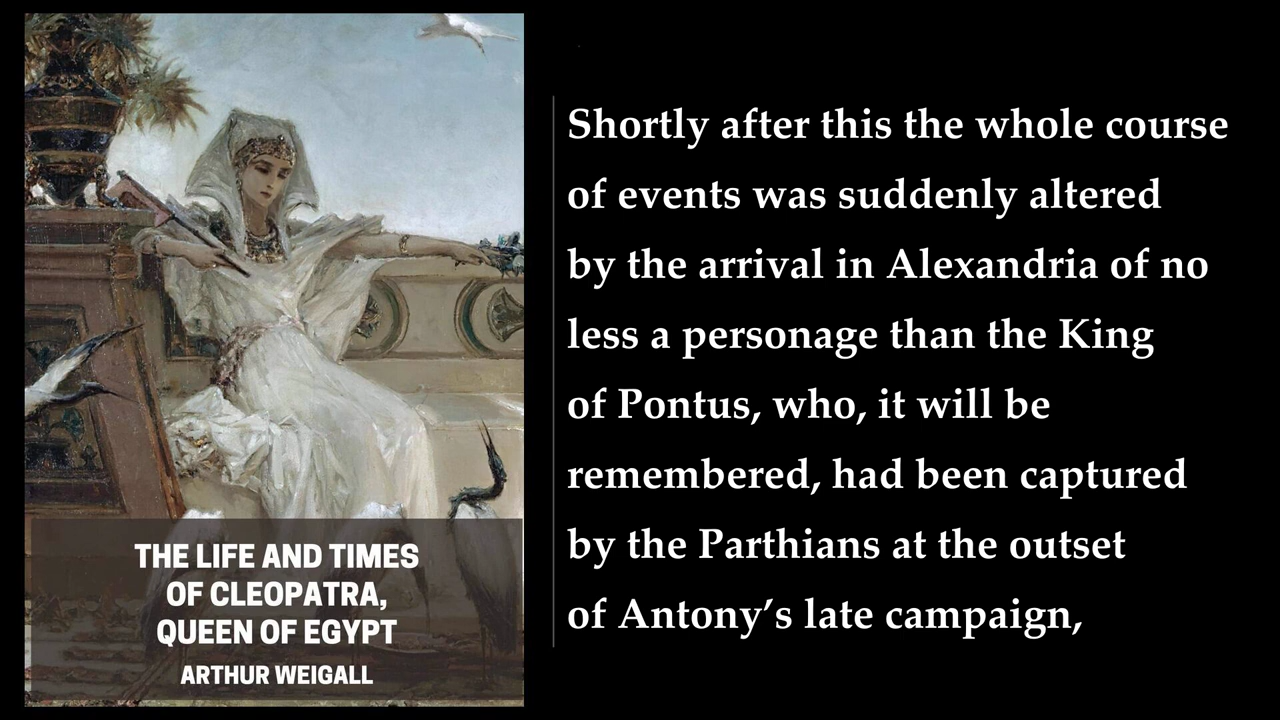 THE LIFE AND TIMES
OF CLEOPATRA,
QUEEN OF EGYPT
ARTHUR WEIGALL
Shortly after this the whole course
of events was suddenly altered
by the arrival in Alexandria of no
less a personage than the King
of Pontus, who, it will be
remembered, had been captured
by the Parthians at the outset
of Antony’s late campaign,